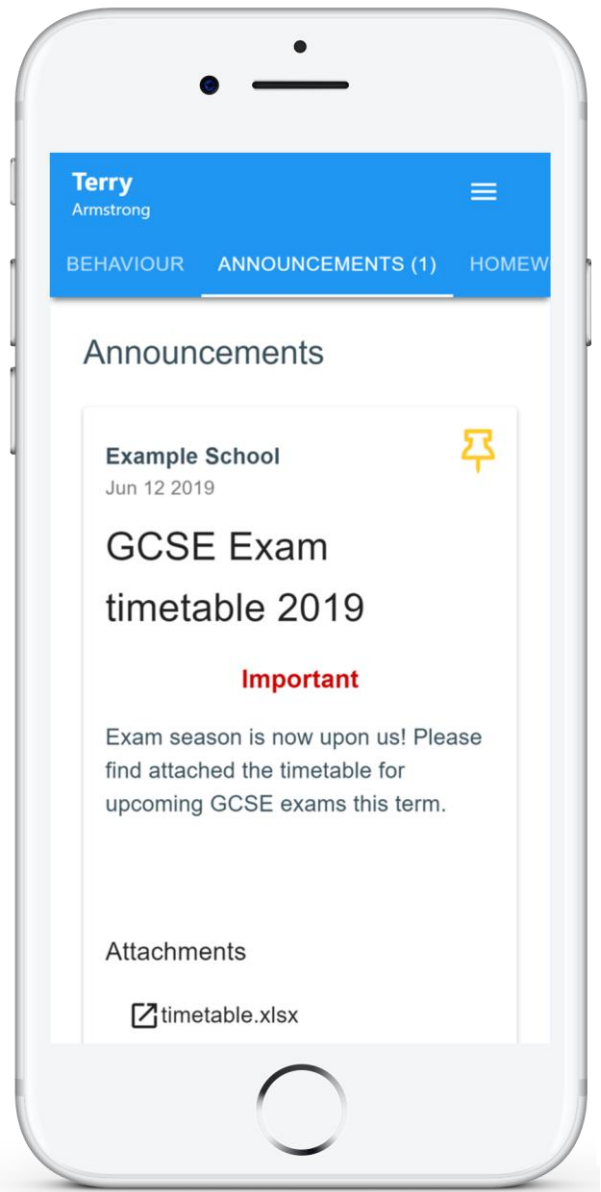 Terry
Armstrong
BEHAVIOUR ANNOUNCEMENTS (1) HOMEW
Announcements
Example School
Jun 12 2019
GCSE Exam
timetable 2019
Important
Exam season is now upon us! Please
find attached the timetable for
upcoming GCSE exams this term.
Attachments
timetable.xlsx